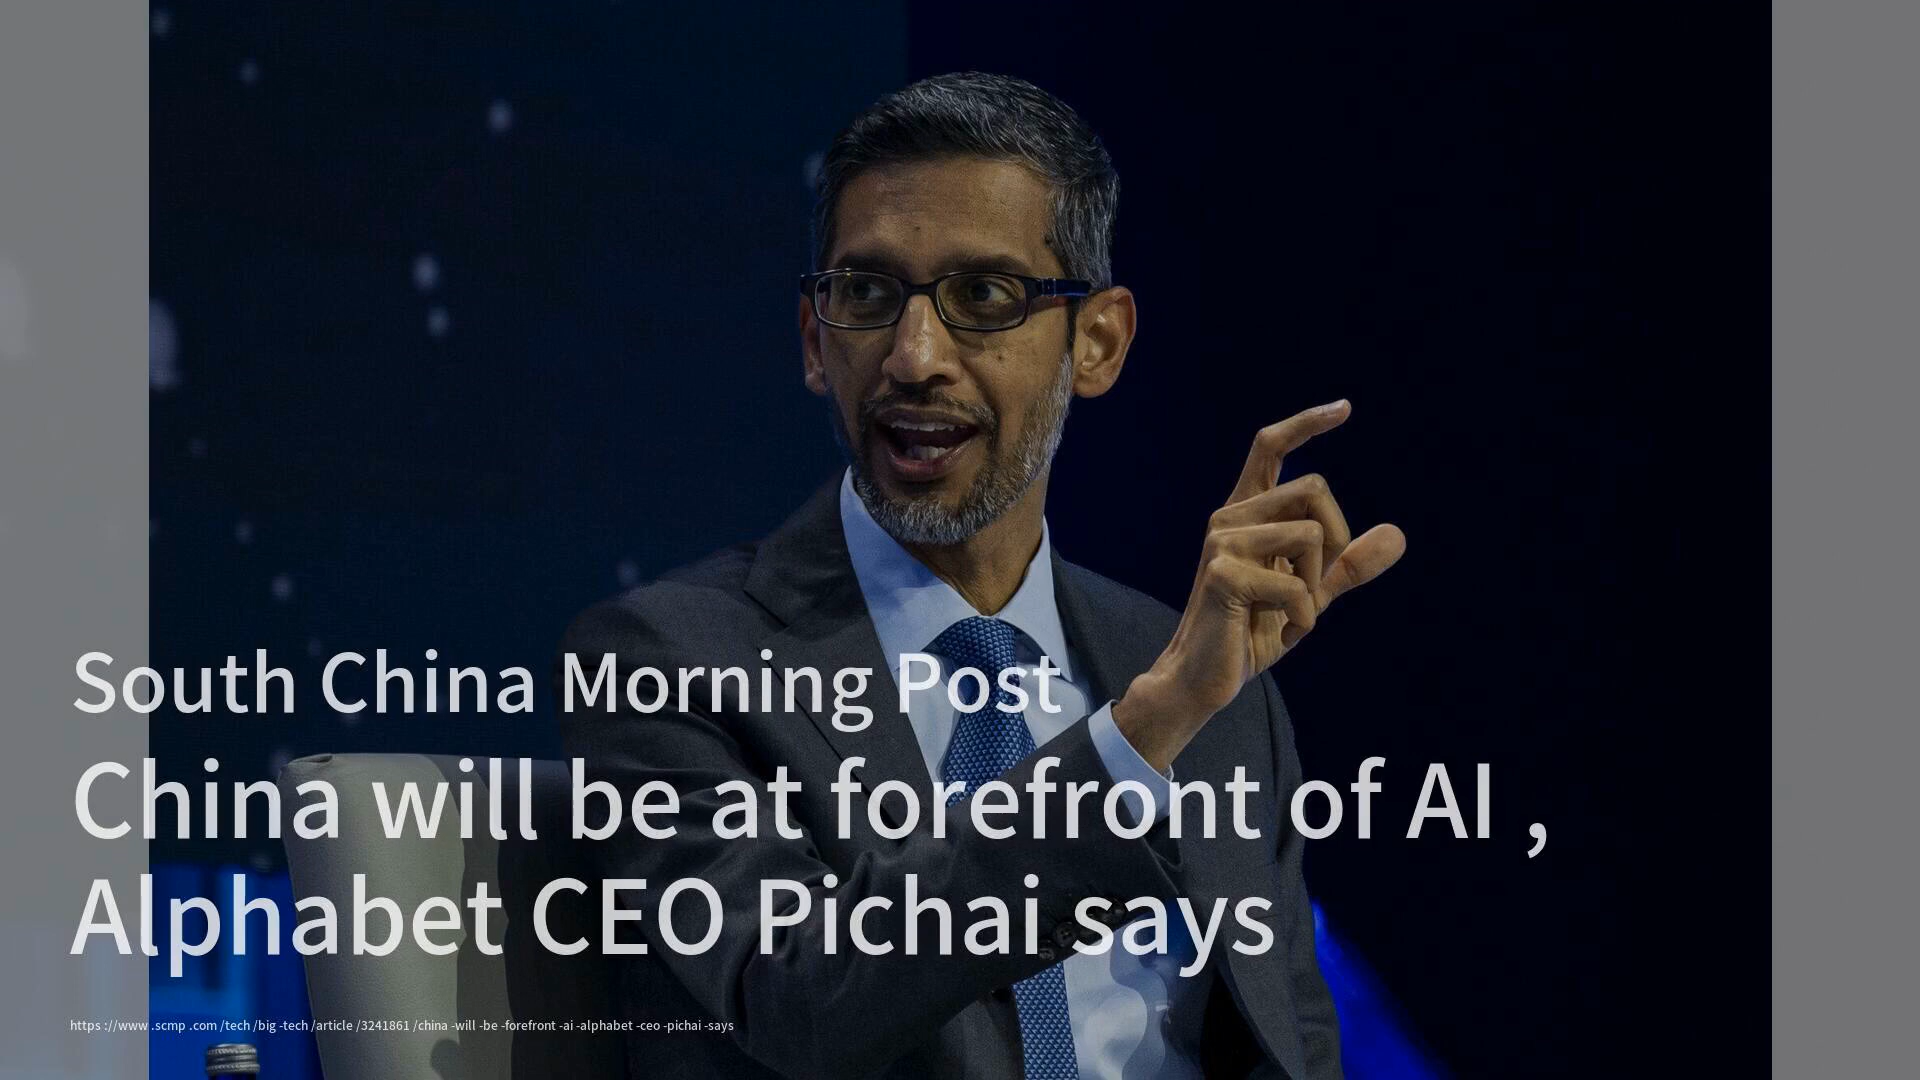 South China Morning Post
China will be at forefront of AI ,
Alphabet CEO Pichai says
https ://www .scmp .com /tech /big -tech /article /3241861 /china -will -be -forefront -ai -alphabet -ceo -pichai -says